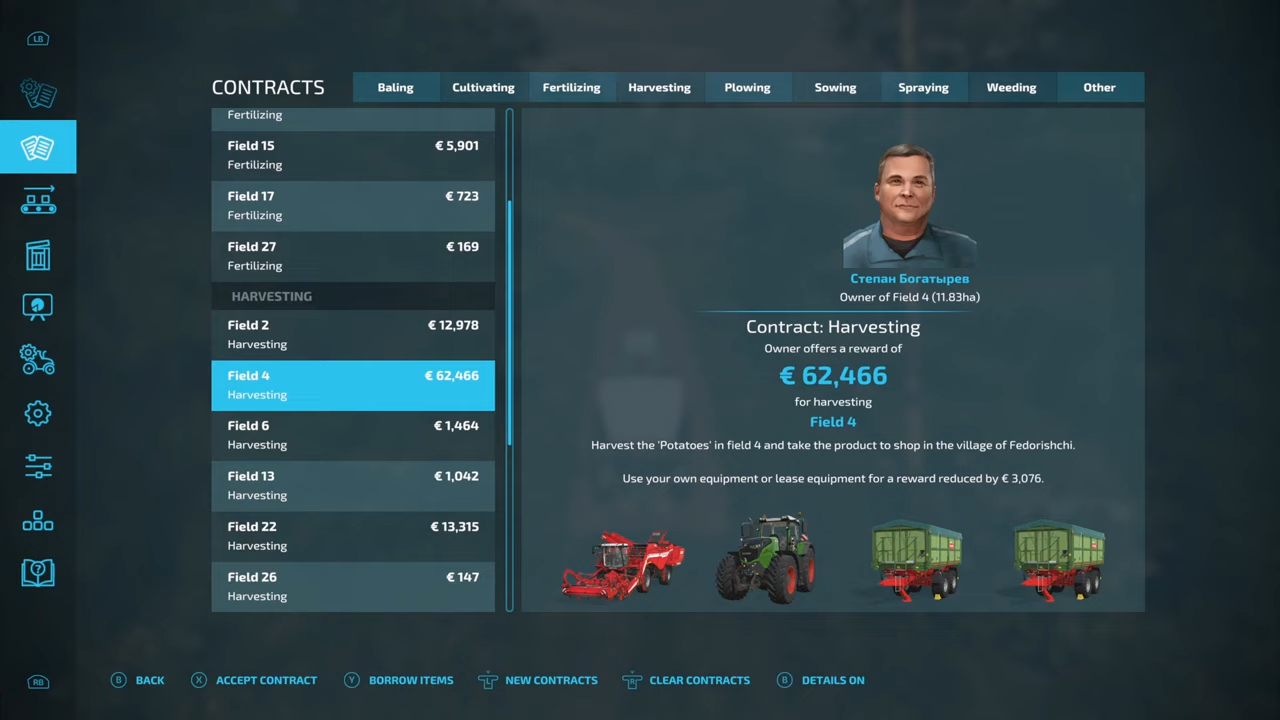 LB
CONTRACTS
Baling
Cultivating
Fertilizing
Harvesting
Plowing
Sowing
Spraying
Weeding
Other
Fertilizing
Field 15 € 5,901
Fertilizing
Field 17 € 723
Fertilizing
Field 27 € 169
Fertilizing
HARVESTING
Field 2 € 12,978
Harvesting
Field 4 € 62,466
Harvesting
Field 6 € 1,464
Harvesting
Field 13 € 1,042
Harvesting
Field 22 € 13,315
Harvesting
Field 26 € 147
Harvesting
Степан Богатырев
Owner of Field 4 (11.83ha)
Contract: Harvesting
Owner offers a reward of
€ 62,466
for harvesting
Field 4
Harvest the 'Potatoes' in field 4 and take the product to shop in the village of Fedorishchi.
Use your own equipment or lease equipment for a reward reduced by € 3,076.
RB
B BACK
X ACCEPT CONTRACT
Y BORROW ITEMS
L NEW CONTRACTS
R CLEAR CONTRACTS
B DETAILS ON